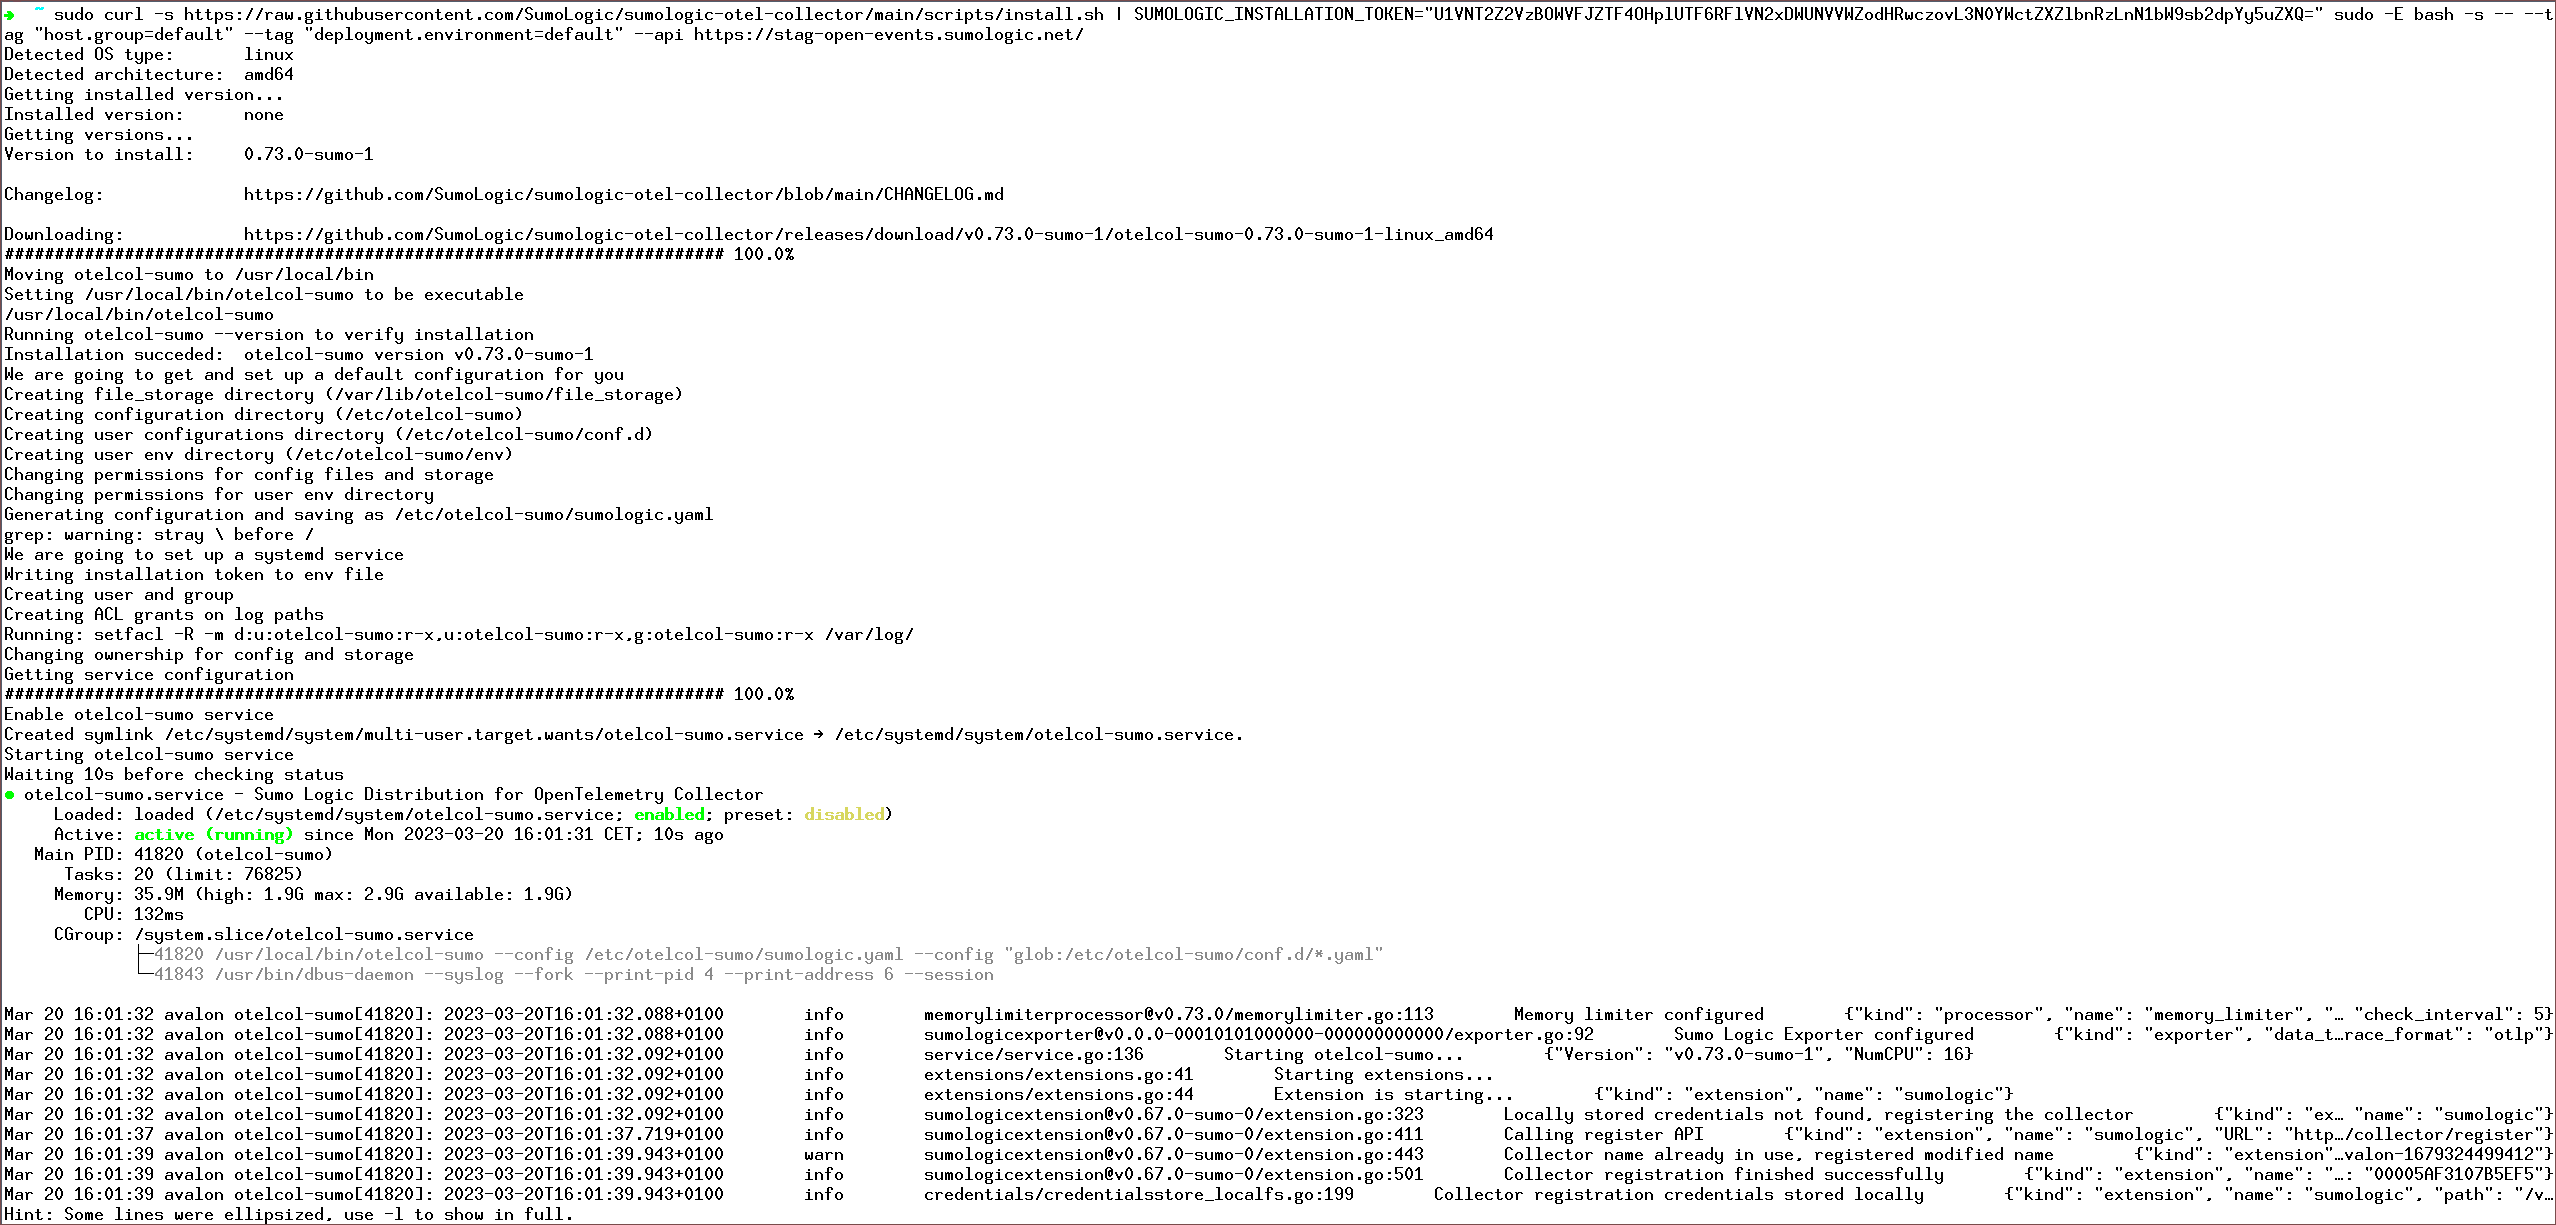 ➜  ~ sudo curl -s https://raw.githubusercontent.com/SumoLogic/sumologic-otel-collector/main/scripts/install.sh | SUMOLOGIC_INSTALLATION_TOKEN="U1VNT2Z2VzBOWVFJZTF4OHplUTF6RFlVN2xDWUNVVWZodHRwczovL3N0YWctZXZlbnRzLnN1bW9sb2dpYy5uZXQ=" sudo -E bash -s -- --t
ag "host.group=default" --tag "deployment.environment=default" --api https://stag-open-events.sumologic.net/
Detected OS type:       linux
Detected architecture:  amd64
Getting installed version...
Installed version:      none
Getting versions...
Version to install:     0.73.0-sumo-1
Changelog:              https://github.com/SumoLogic/sumologic-otel-collector/blob/main/CHANGELOG.md
Downloading:            https://github.com/SumoLogic/sumologic-otel-collector/releases/download/v0.73.0-sumo-1/otelcol-sumo-0.73.0-sumo-1-linux_amd64
######################################################################## 100.0%
Moving otelcol-sumo to /usr/local/bin
Setting /usr/local/bin/otelcol-sumo to be executable
/usr/local/bin/otelcol-sumo
Running otelcol-sumo --version to verify installation
Installation succeded:  otelcol-sumo version v0.73.0-sumo-1
We are going to get and set up a default configuration for you
Creating file_storage directory (/var/lib/otelcol-sumo/file_storage)
Creating configuration directory (/etc/otelcol-sumo)
Creating user configurations directory (/etc/otelcol-sumo/conf.d)
Creating user env directory (/etc/otelcol-sumo/env)
Changing permissions for config files and storage
Changing permissions for user env directory
Generating configuration and saving as /etc/otelcol-sumo/sumologic.yaml
grep: warning: stray \ before /
We are going to set up a systemd service
Writing installation token to env file
Creating user and group
Creating ACL grants on log paths
Running: setfacl -R -m d:u:otelcol-sumo:r-x,u:otelcol-sumo:r-x,g:otelcol-sumo:r-x /var/log/
Changing ownership for config and storage
Getting service configuration
######################################################################## 100.0%
Enable otelcol-sumo service
Created symlink /etc/systemd/system/multi-user.target.wants/otelcol-sumo.service → /etc/systemd/system/otelcol-sumo.service.
Starting otelcol-sumo service
Waiting 10s before checking status
● otelcol-sumo.service - Sumo Logic Distribution for OpenTelemetry Collector
     Loaded: loaded (/etc/systemd/system/otelcol-sumo.service; enabled; preset: disabled)
     Active: active (running) since Mon 2023-03-20 16:01:31 CET; 10s ago
   Main PID: 41820 (otelcol-sumo)
      Tasks: 20 (limit: 76825)
     Memory: 35.9M (high: 1.9G max: 2.9G available: 1.9G)
        CPU: 132ms
     CGroup: /system.slice/otelcol-sumo.service
             ├─41820 /usr/local/bin/otelcol-sumo --config /etc/otelcol-sumo/sumologic.yaml --config "glob:/etc/otelcol-sumo/conf.d/*.yaml"
             └─41843 /usr/bin/dbus-daemon --syslog --fork --print-pid 4 --print-address 6 --session
Mar 20 16:01:32 avalon otelcol-sumo[41820]: 2023-03-20T16:01:32.088+0100        info        memorylimiterprocessor@v0.73.0/memorylimiter.go:113        Memory limiter configured        {"kind": "processor", "name": "memory_limiter", "… "check_interval": 5}
Mar 20 16:01:32 avalon otelcol-sumo[41820]: 2023-03-20T16:01:32.088+0100        info        sumologicexporter@v0.0.0-00010101000000-000000000000/exporter.go:92        Sumo Logic Exporter configured        {"kind": "exporter", "data_t…race_format": "otlp"}
Mar 20 16:01:32 avalon otelcol-sumo[41820]: 2023-03-20T16:01:32.092+0100        info        service/service.go:136        Starting otelcol-sumo...        {"Version": "v0.73.0-sumo-1", "NumCPU": 16}
Mar 20 16:01:32 avalon otelcol-sumo[41820]: 2023-03-20T16:01:32.092+0100        info        extensions/extensions.go:41        Starting extensions...
Mar 20 16:01:32 avalon otelcol-sumo[41820]: 2023-03-20T16:01:32.092+0100        info        extensions/extensions.go:44        Extension is starting...        {"kind": "extension", "name": "sumologic"}
Mar 20 16:01:32 avalon otelcol-sumo[41820]: 2023-03-20T16:01:32.092+0100        info        sumologicextension@v0.67.0-sumo-0/extension.go:323        Locally stored credentials not found, registering the collector        {"kind": "ex… "name": "sumologic"}
Mar 20 16:01:37 avalon otelcol-sumo[41820]: 2023-03-20T16:01:37.719+0100        info        sumologicextension@v0.67.0-sumo-0/extension.go:411        Calling register API        {"kind": "extension", "name": "sumologic", "URL": "http…/collector/register"}
Mar 20 16:01:39 avalon otelcol-sumo[41820]: 2023-03-20T16:01:39.943+0100        warn        sumologicextension@v0.67.0-sumo-0/extension.go:443        Collector name already in use, registered modified name        {"kind": "extension"…valon-1679324499412"}
Mar 20 16:01:39 avalon otelcol-sumo[41820]: 2023-03-20T16:01:39.943+0100        info        sumologicextension@v0.67.0-sumo-0/extension.go:501        Collector registration finished successfully        {"kind": "extension", "name": "…: "00005AF3107B5EF5"}
Mar 20 16:01:39 avalon otelcol-sumo[41820]: 2023-03-20T16:01:39.943+0100        info        credentials/credentialsstore_localfs.go:199        Collector registration credentials stored locally        {"kind": "extension", "name": "sumologic", "path": "/v…
Hint: Some lines were ellipsized, use -l to show in full.